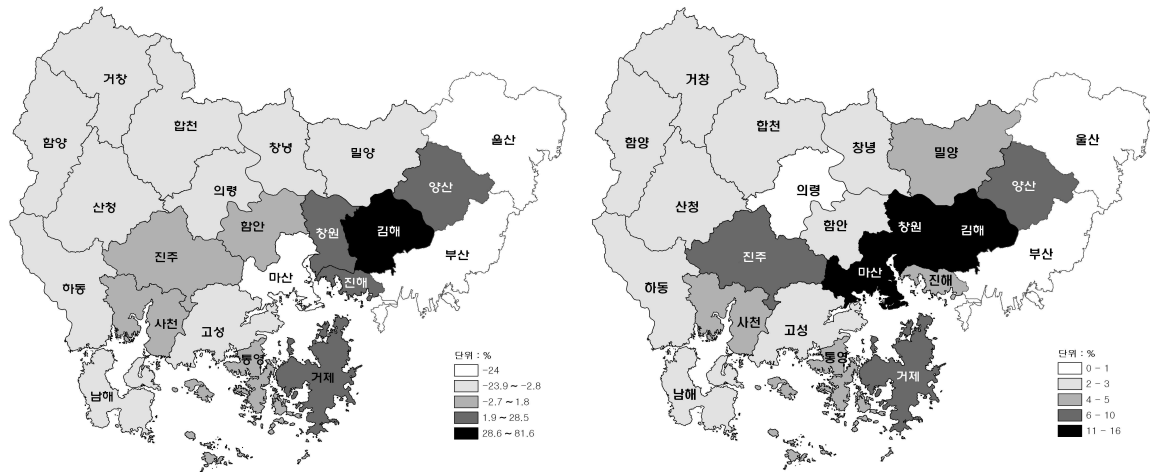 거창
함양
합천
창녕
밀양
울산
양산
산청
의령
함안
창원
김해
진주
부산
하동
마산
진해
사천
고성
통영
거제
남해
단위 : %
-24
-23.9 ~ -2.8
-2.7 ~ 1.8
1.9 ~ 28.5
28.6 ~ 81.6
거창
함양
합천
창녕
밀양
울산
양산
산청
의령
함안
창원
김해
진주
부산
하동
마산
진해
사천
고성
통영
거제
남해
단위 : %
0 - 1
2 - 3
4 - 5
6 - 10
11 - 16